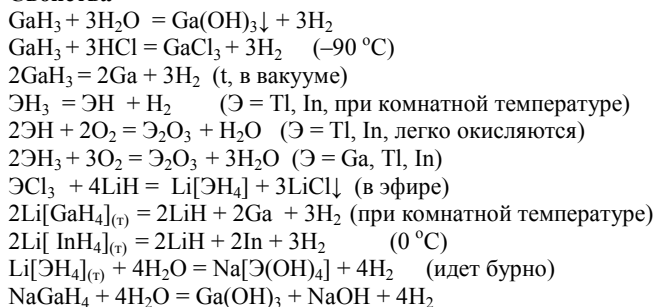 GaH₃ + 3H₂O = Ga(OH)₃↓ + 3H₂
GaH₃ + 3HCl = GaCl₃ + 3H₂ (–90 °C)
2GaH₃ = 2Ga + 3H₂ (t, в вакууме)
ЭH₃ = ЭH + H₂ (Э = Tl, In, при комнатной температуре)
2ЭH + 2O₂ = Э₂O₃ + H₂O (Э = Tl, In, легко окисляются)
2ЭH₃ + 3O₂ = Э₂O₃ + 3H₂O (Э = Ga, Tl, In)
ЭCl₃ + 4LiH = Li[ЭH₄] + 3LiCl↓ (в эфире)
2Li[GaH₄]₍т₎ = 2LiH + 2Ga + 3H₂ (при комнатной температуре)
2Li[ InH₄]₍т₎ = 2LiH + 2In + 3H₂ (0 °C)
Li[ЭH₄]₍т₎ + 4H₂O = Na[Э(OH)₄] + 4H₂ (идет бурно)
NaGaH₄ + 4H₂O = Ga(OH)₃ + NaOH + 4H₂